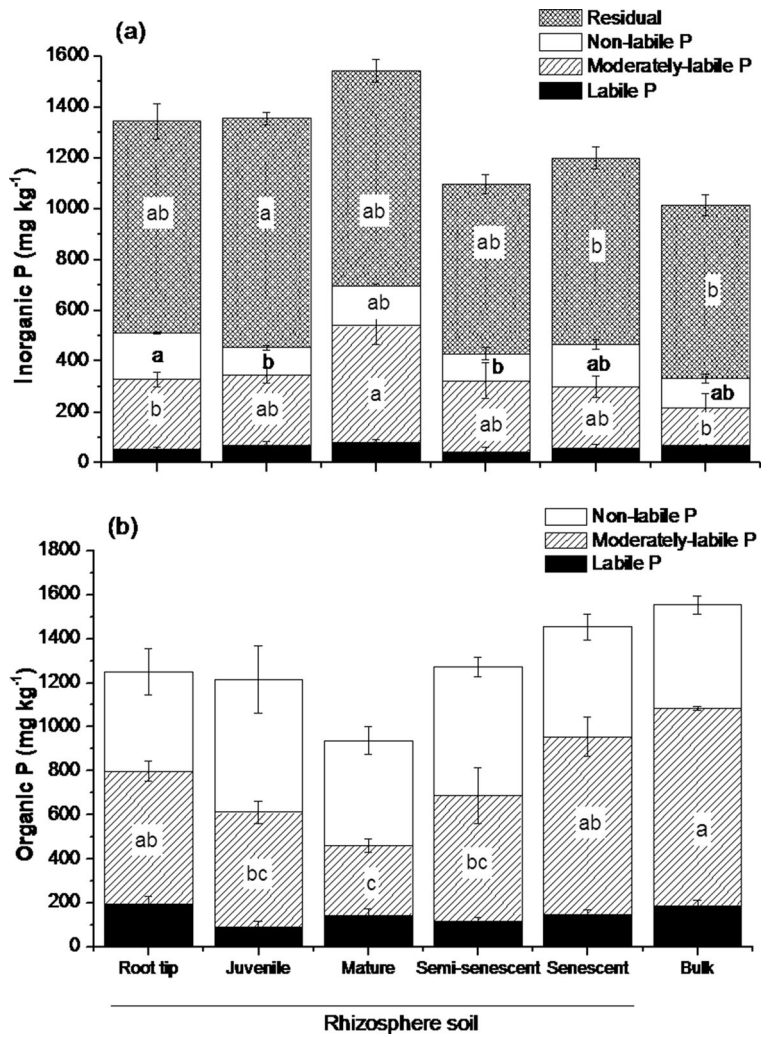 (a)
Residual
Non-labile P
Moderately-labile P
Labile P
Inorganic P (mg kg⁻¹)
1600
1400
1200
1000
800
600
400
200
0
ab a ab ab b b
a b ab b ab ab
b ab a ab ab b
(b)
Non-labile P
Moderately-labile P
Labile P
Organic P (mg kg⁻¹)
1800
1600
1400
1200
1000
800
600
400
200
0
ab bc c bc ab a
Root tip Juvenile Mature Semi-senescent Senescent Bulk
Rhizosphere soil